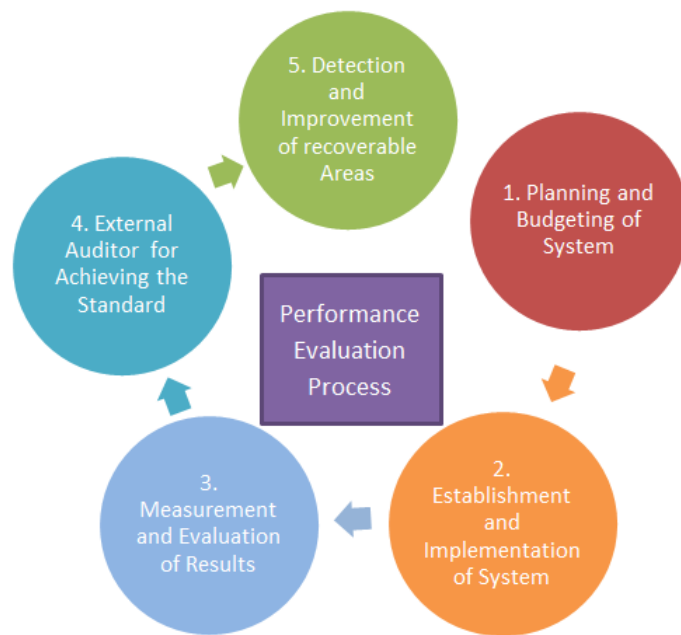 5. Detection
and
Improvement
of recoverable
Areas
1. Planning and
Budgeting of
System
4. External
Auditor for
Achieving the
Standard
Performance
Evaluation
Process
2.
Establishment
and
Implementation
of System
3.
Measurement
and Evaluation
of Results